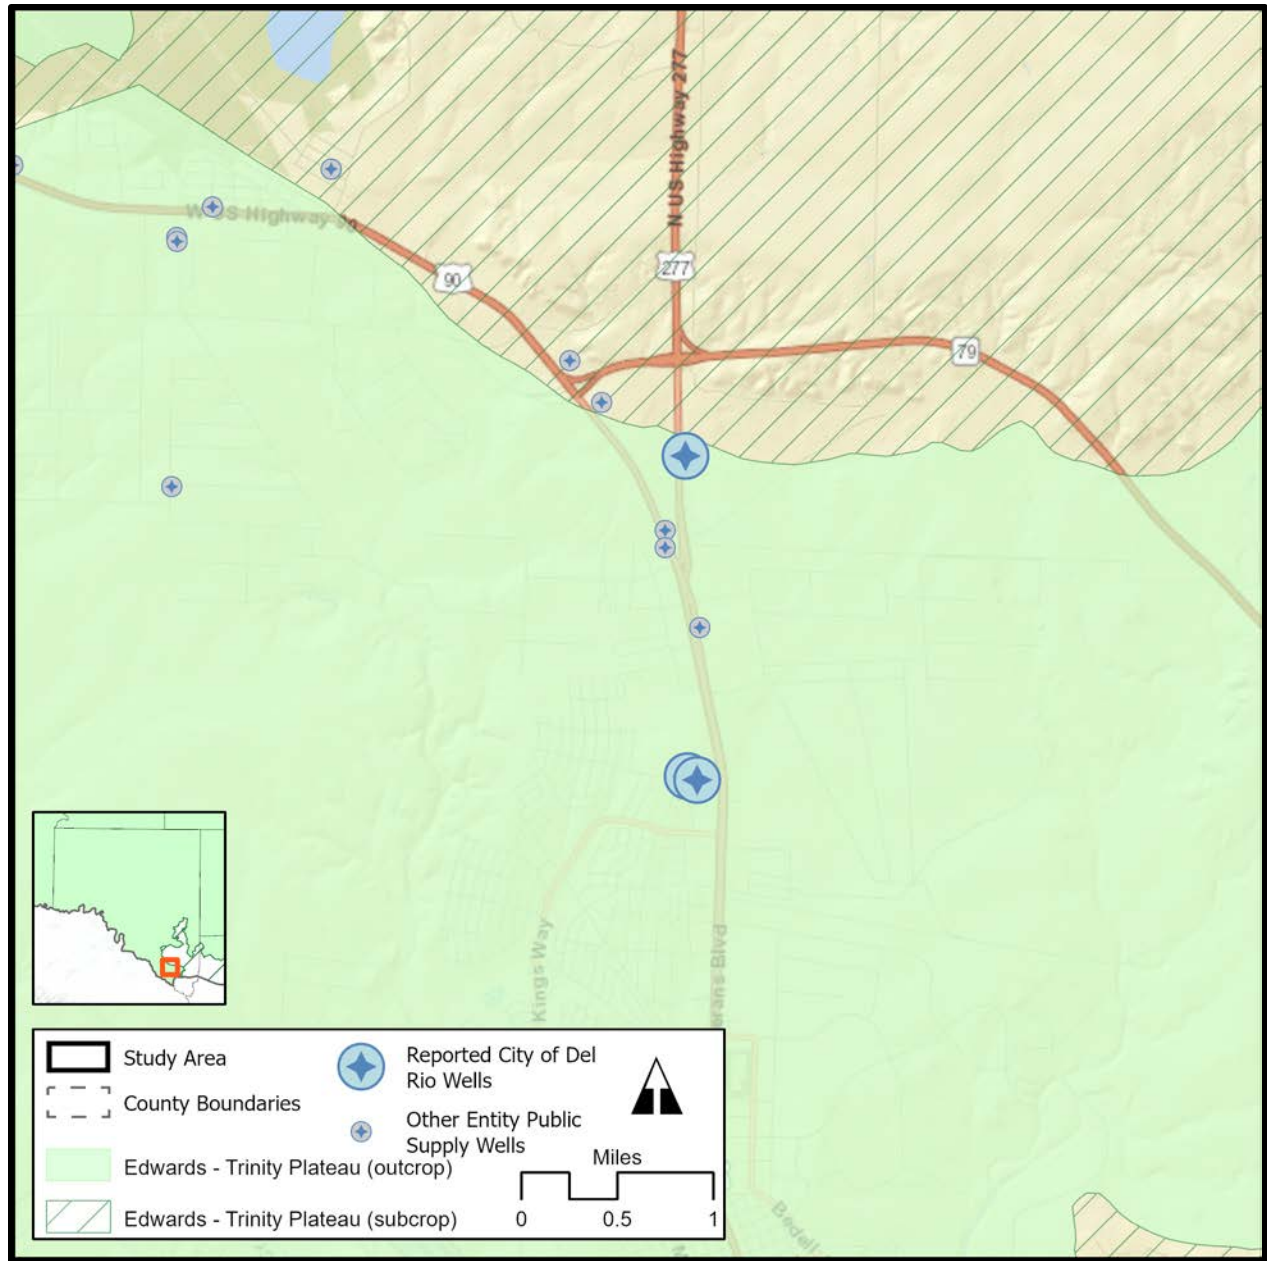 N US Highway 277
W US Highway 90
277
90
79
Kings Way
erans Blvd
Bedell
Study Area
County Boundaries
Edwards - Trinity Plateau (outcrop)
Edwards - Trinity Plateau (subcrop)
Reported City of Del
Rio Wells
Other Entity Public
Supply Wells
Miles
0 0.5 1